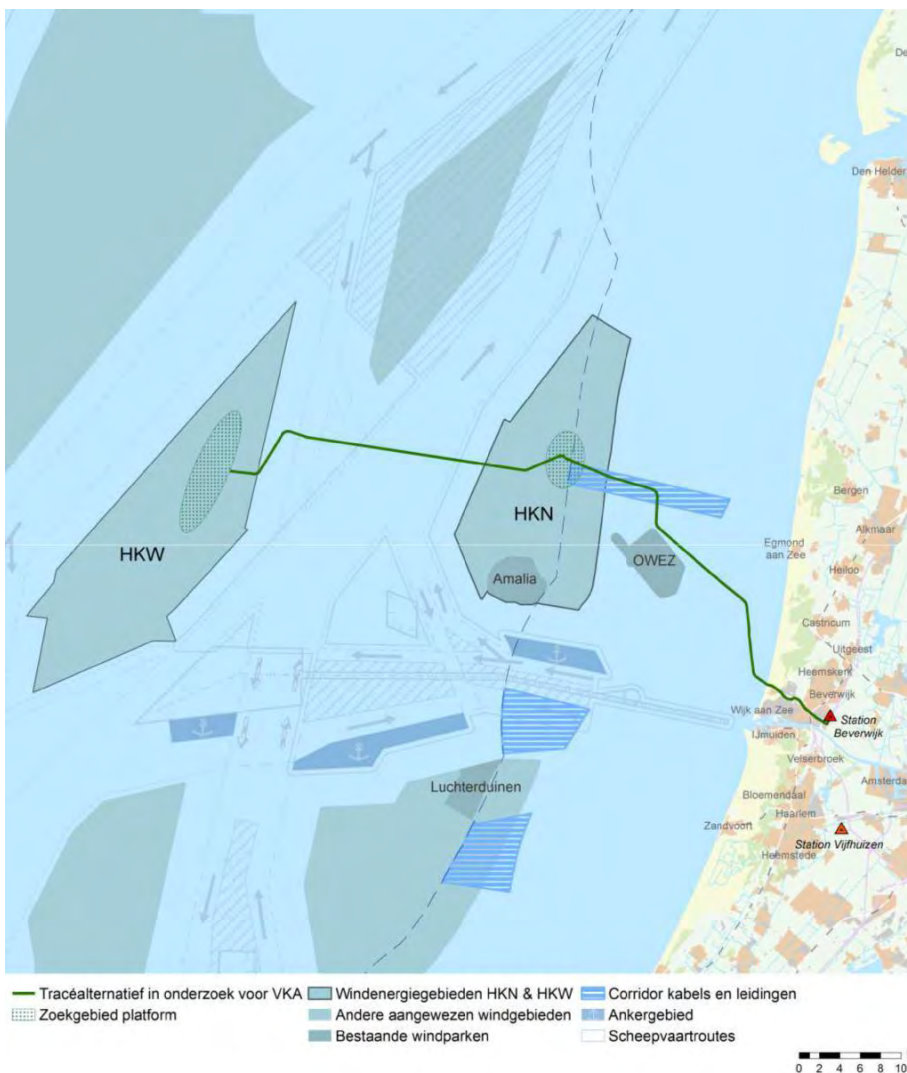 De
Den Helder
HKW
HKN
Bergen
Alkmaar
Egmond
aan Zee
OWEZ
Heiloo
Amalia
Castricum
Uitgeest
Heemskerk
Beverwijk
Wijk aan Zee
Station
Beverwijk
IJmuiden
Velserbroek
Luchterduinen
Amsterda
Bloemendaal
Haarlem
Zandvoort
Station Vijfhuizen
Heemstede
Tracéalternatief in onderzoek voor VKA
Zoekgebied platform
Windenergiegebieden HKN & HKW
Andere aangewezen windgebieden
Bestaande windparken
Corridor kabels en leidingen
Ankergebied
Scheepvaartroutes
0 2 4 6 8 10